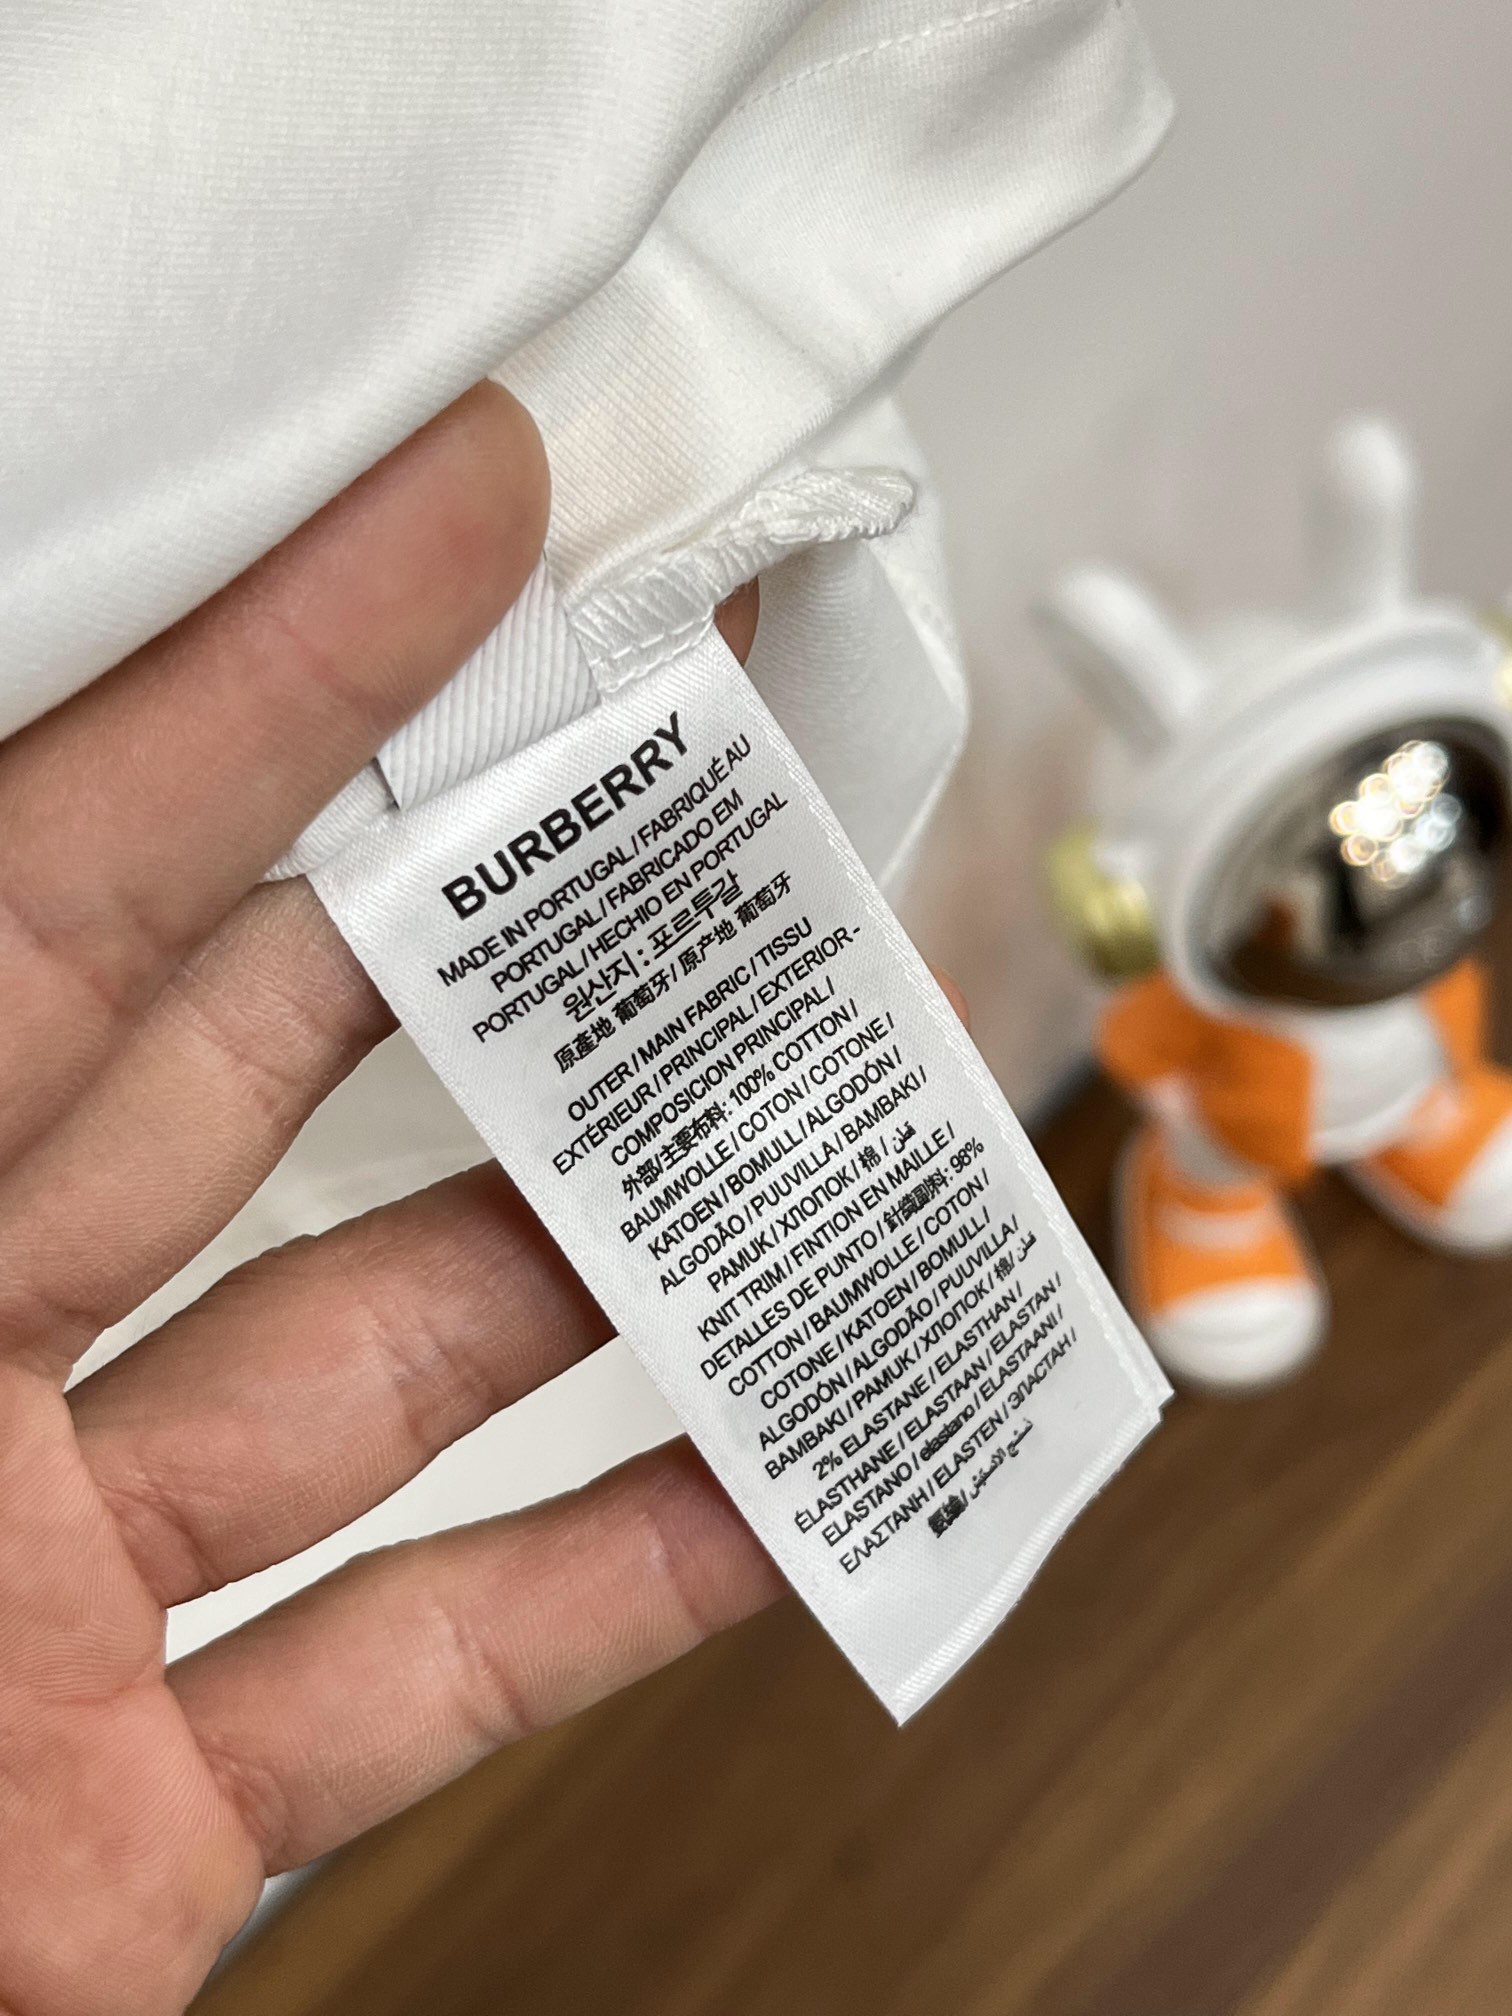 BURBERRY
MADE IN PORTUGAL / FABRIQUÉ AU
PORTUGAL / FABRICADO EM
PORTUGAL / HECHIO EN PORTUGAL
원산지 : 포르투갈
原產地 葡萄牙 / 原产地 葡萄牙
OUTER / MAIN FABRIC / TISSU
EXTÉRIEUR / PRINCIPAL / EXTERIOR -
COMPOSICION PRINCIPAL /
外部/主要布料: 100% COTTON /
BAUMWOLLE / COTON / COTONE /
KATOEN / BOMULL / ALGODÓN /
ALGODÃO / PUUVILLA / BAMBAKI /
PAMUK / ХЛОПОК / 棉 / قطن
KNIT TRIM / FINTION EN MAILLE /
DETALLES DE PUNTO / 針織圓料: 98%
COTTON / BAUMWOLLE / COTON /
COTONE / KATOEN / BOMULL /
ALGODÓN / ALGODÃO / PUUVILLA /
BAMBAKI / PAMUK / ХЛОПОК / 棉 / قطن
2% ELASTANE / ELASTHAN /
ÉLASTHANE / ELASTAAN / ELASTAN /
ELASTANO / elastano / ELASTAANI /
ΕΛΑΣΤΑΝΗ / ELASTEN / ЭЛАСТАН /